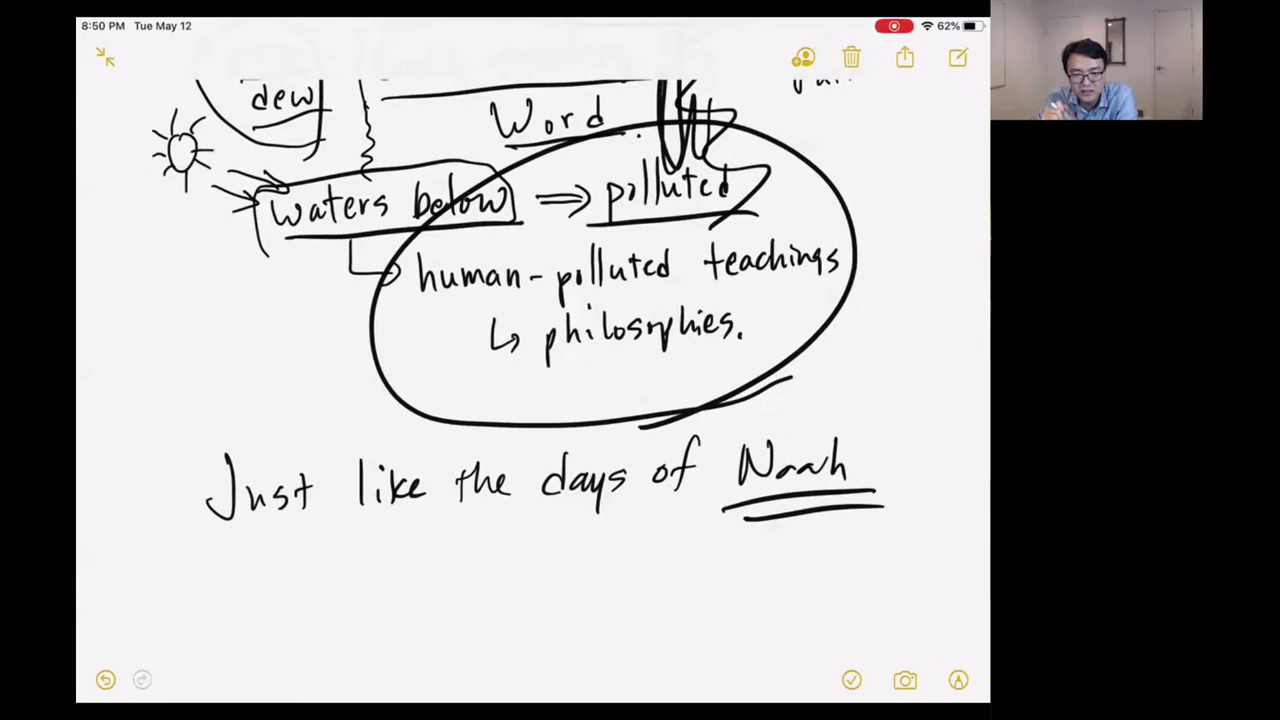 8:50 PM Tue May 12
62%
dew
Word
waters below ⇒ polluted
human-polluted teachings
↳ philosophies.
Just like the days of Noah